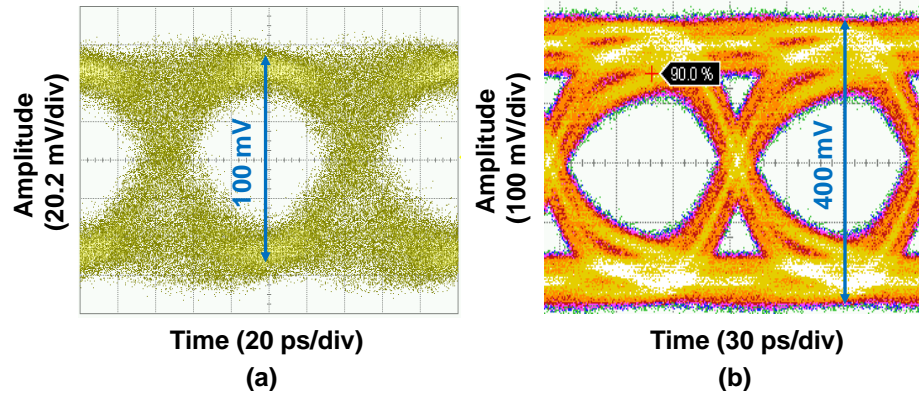 Amplitude
(20.2 mV/div)
100 mV
Time (20 ps/div)
(a)
Amplitude
(100 mV/div)
90.0 %
400 mV
Time (30 ps/div)
(b)